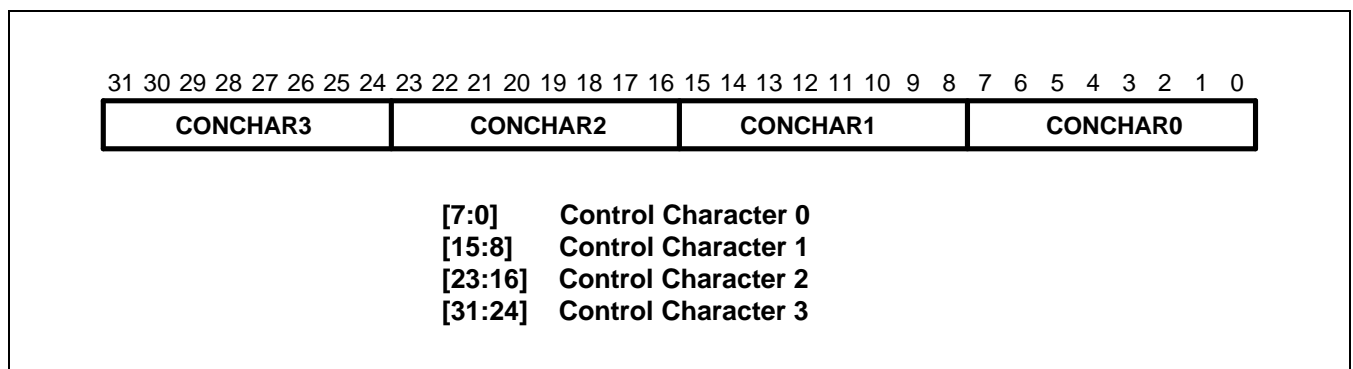 31 30 29 28 27 26 25 24 23 22 21 20 19 18 17 16 15 14 13 12 11 10 9 8 7 6 5 4 3 2 1 0
CONCHAR3 CONCHAR2 CONCHAR1 CONCHAR0
[7:0] Control Character 0
[15:8] Control Character 1
[23:16] Control Character 2
[31:24] Control Character 3